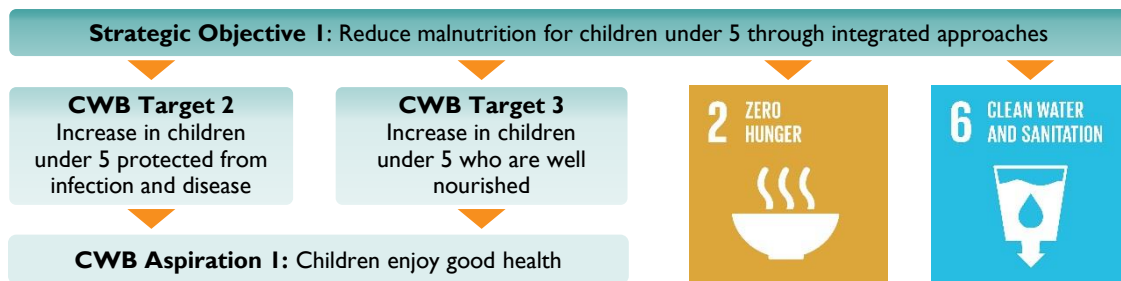 Strategic Objective 1: Reduce malnutrition for children under 5 through integrated approaches
CWB Target 2
Increase in children
under 5 protected from
infection and disease
CWB Target 3
Increase in children
under 5 who are well
nourished
2 ZERO
HUNGER
6 CLEAN WATER
AND SANITATION
CWB Aspiration 1: Children enjoy good health